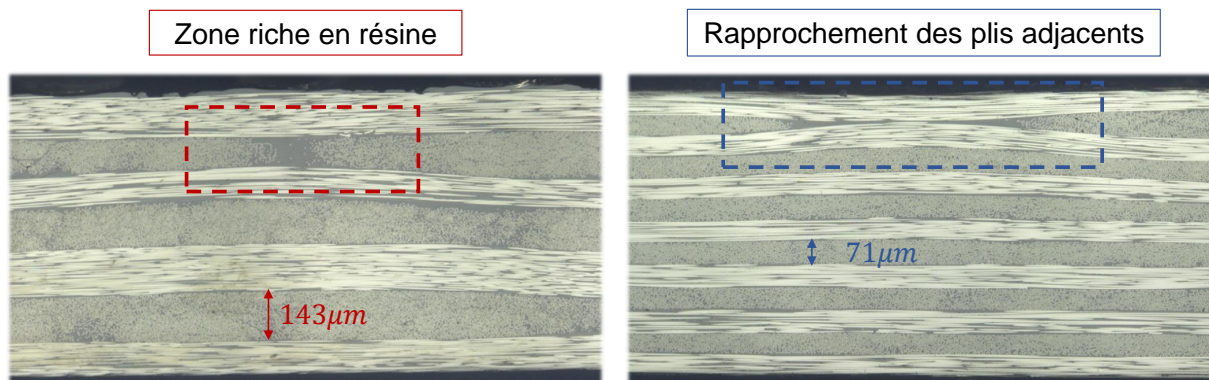 Zone riche en résine
Rapprochement des plis adjacents
143μm
71μm